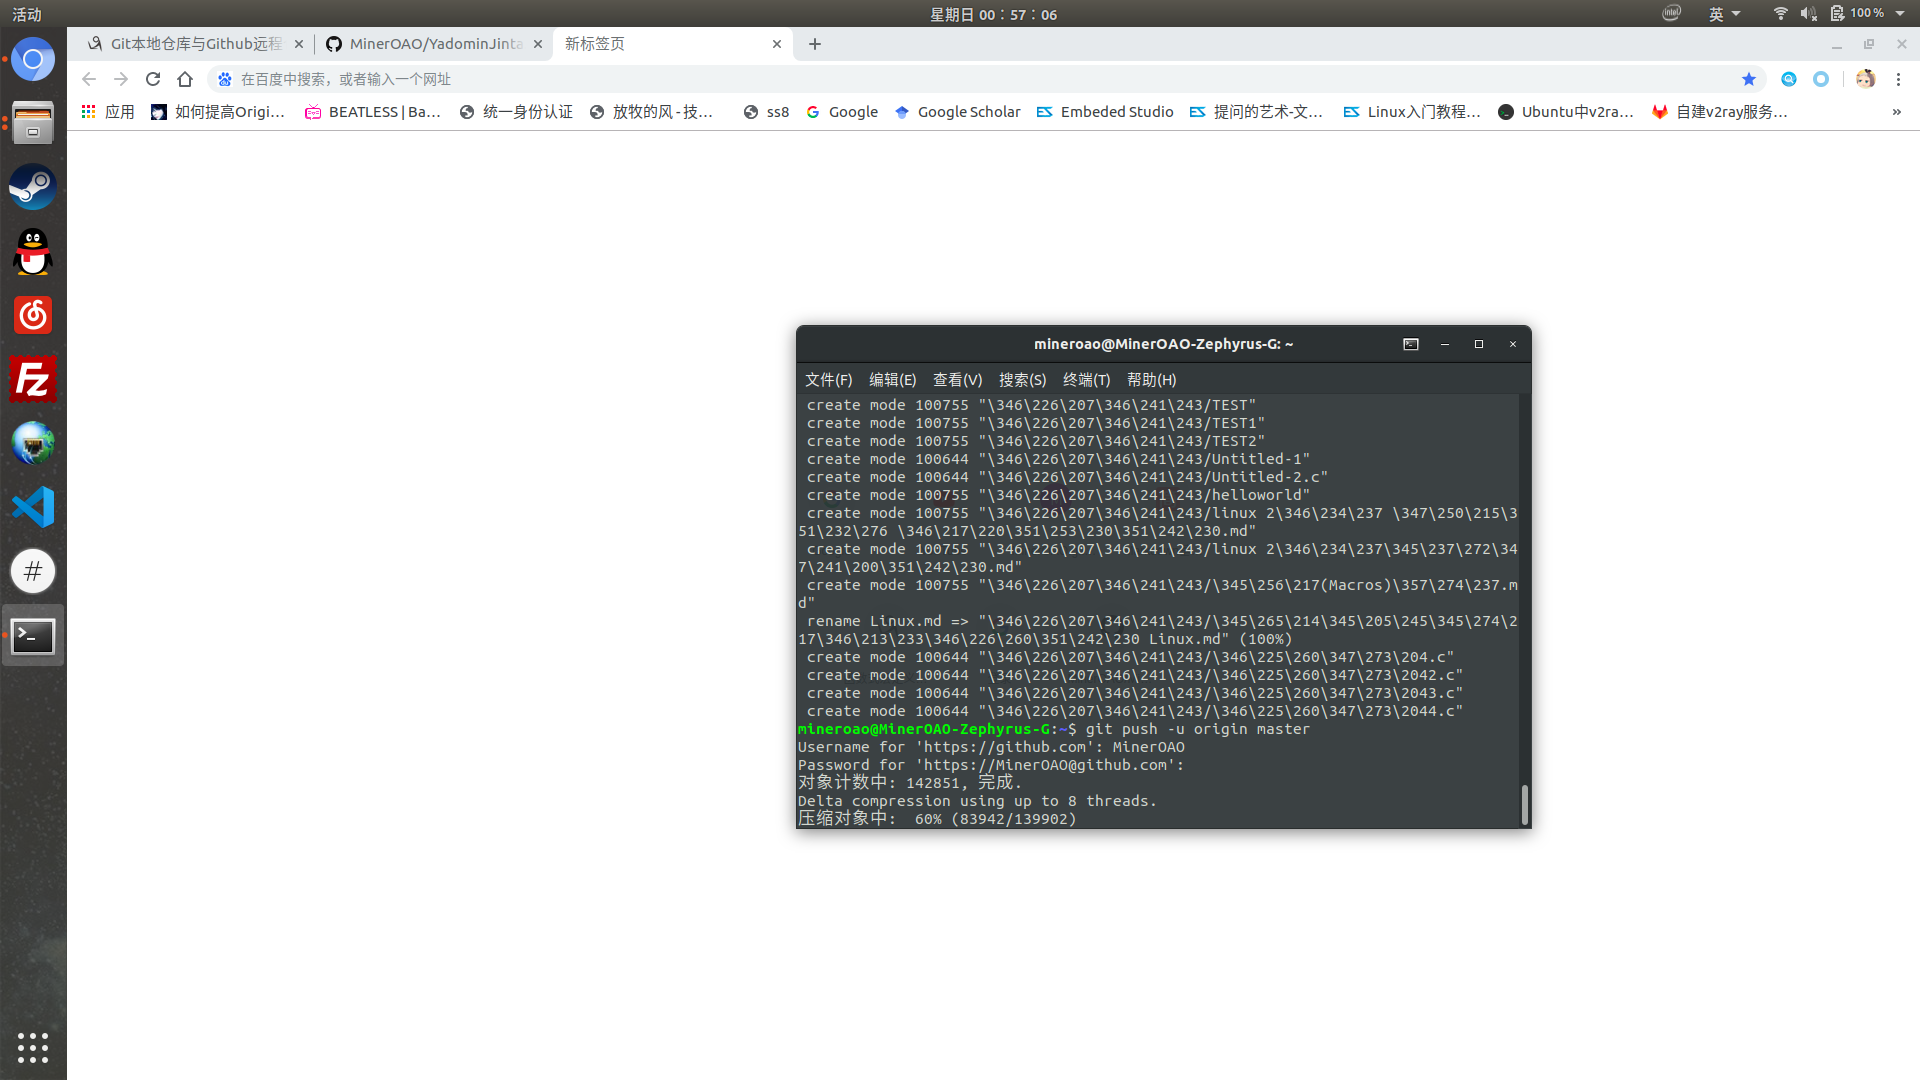 活动
星期日 00：57：06
英
100%
Git本地仓库与Github远程
MinerOAO/YadominJinta
新标签页
在百度中搜索，或者输入一个网址
应用
如何提高Origi…
BEATLESS | Ba…
统一身份认证
放牧的风 - 技…
ss8
Google
Google Scholar
Embeded Studio
提问的艺术-文…
Linux入门教程…
Ubuntu中v2ra…
自建v2ray服务…
»
mineroao@MinerOAO-Zephyrus-G: ~
文件(F) 编辑(E) 查看(V) 搜索(S) 终端(T) 帮助(H)
create mode 100755 "\346\226\207\346\241\243/TEST"
create mode 100755 "\346\226\207\346\241\243/TEST1"
create mode 100755 "\346\226\207\346\241\243/TEST2"
create mode 100644 "\346\226\207\346\241\243/Untitled-1"
create mode 100644 "\346\226\207\346\241\243/Untitled-2.c"
create mode 100755 "\346\226\207\346\241\243/helloworld"
create mode 100755 "\346\226\207\346\241\243/linux 2\346\234\237 \347\250\215\3
51\232\276 \346\217\220\351\253\230\351\242\230.md"
create mode 100755 "\346\226\207\346\241\243/linux 2\346\234\237\345\237\272\34
7\241\200\351\242\230.md"
create mode 100755 "\346\226\207\346\241\243/\345\256\217(Macros)\357\274\237.m
d"
rename Linux.md => "\346\226\207\346\241\243/\345\265\214\345\205\245\345\274\2
17\346\213\233\346\226\260\351\242\230 Linux.md" (100%)
create mode 100644 "\346\226\207\346\241\243/\346\225\260\347\273\204.c"
create mode 100644 "\346\226\207\346\241\243/\346\225\260\347\273\2042.c"
create mode 100644 "\346\226\207\346\241\243/\346\225\260\347\273\2043.c"
create mode 100644 "\346\226\207\346\241\243/\346\225\260\347\273\2044.c"
mineroao@MinerOAO-Zephyrus-G:~$ git push -u origin master
Username for 'https://github.com': MinerOAO
Password for 'https://MinerOAO@github.com':
对象计数中: 142851, 完成.
Delta compression using up to 8 threads.
压缩对象中:  60% (83942/139902)